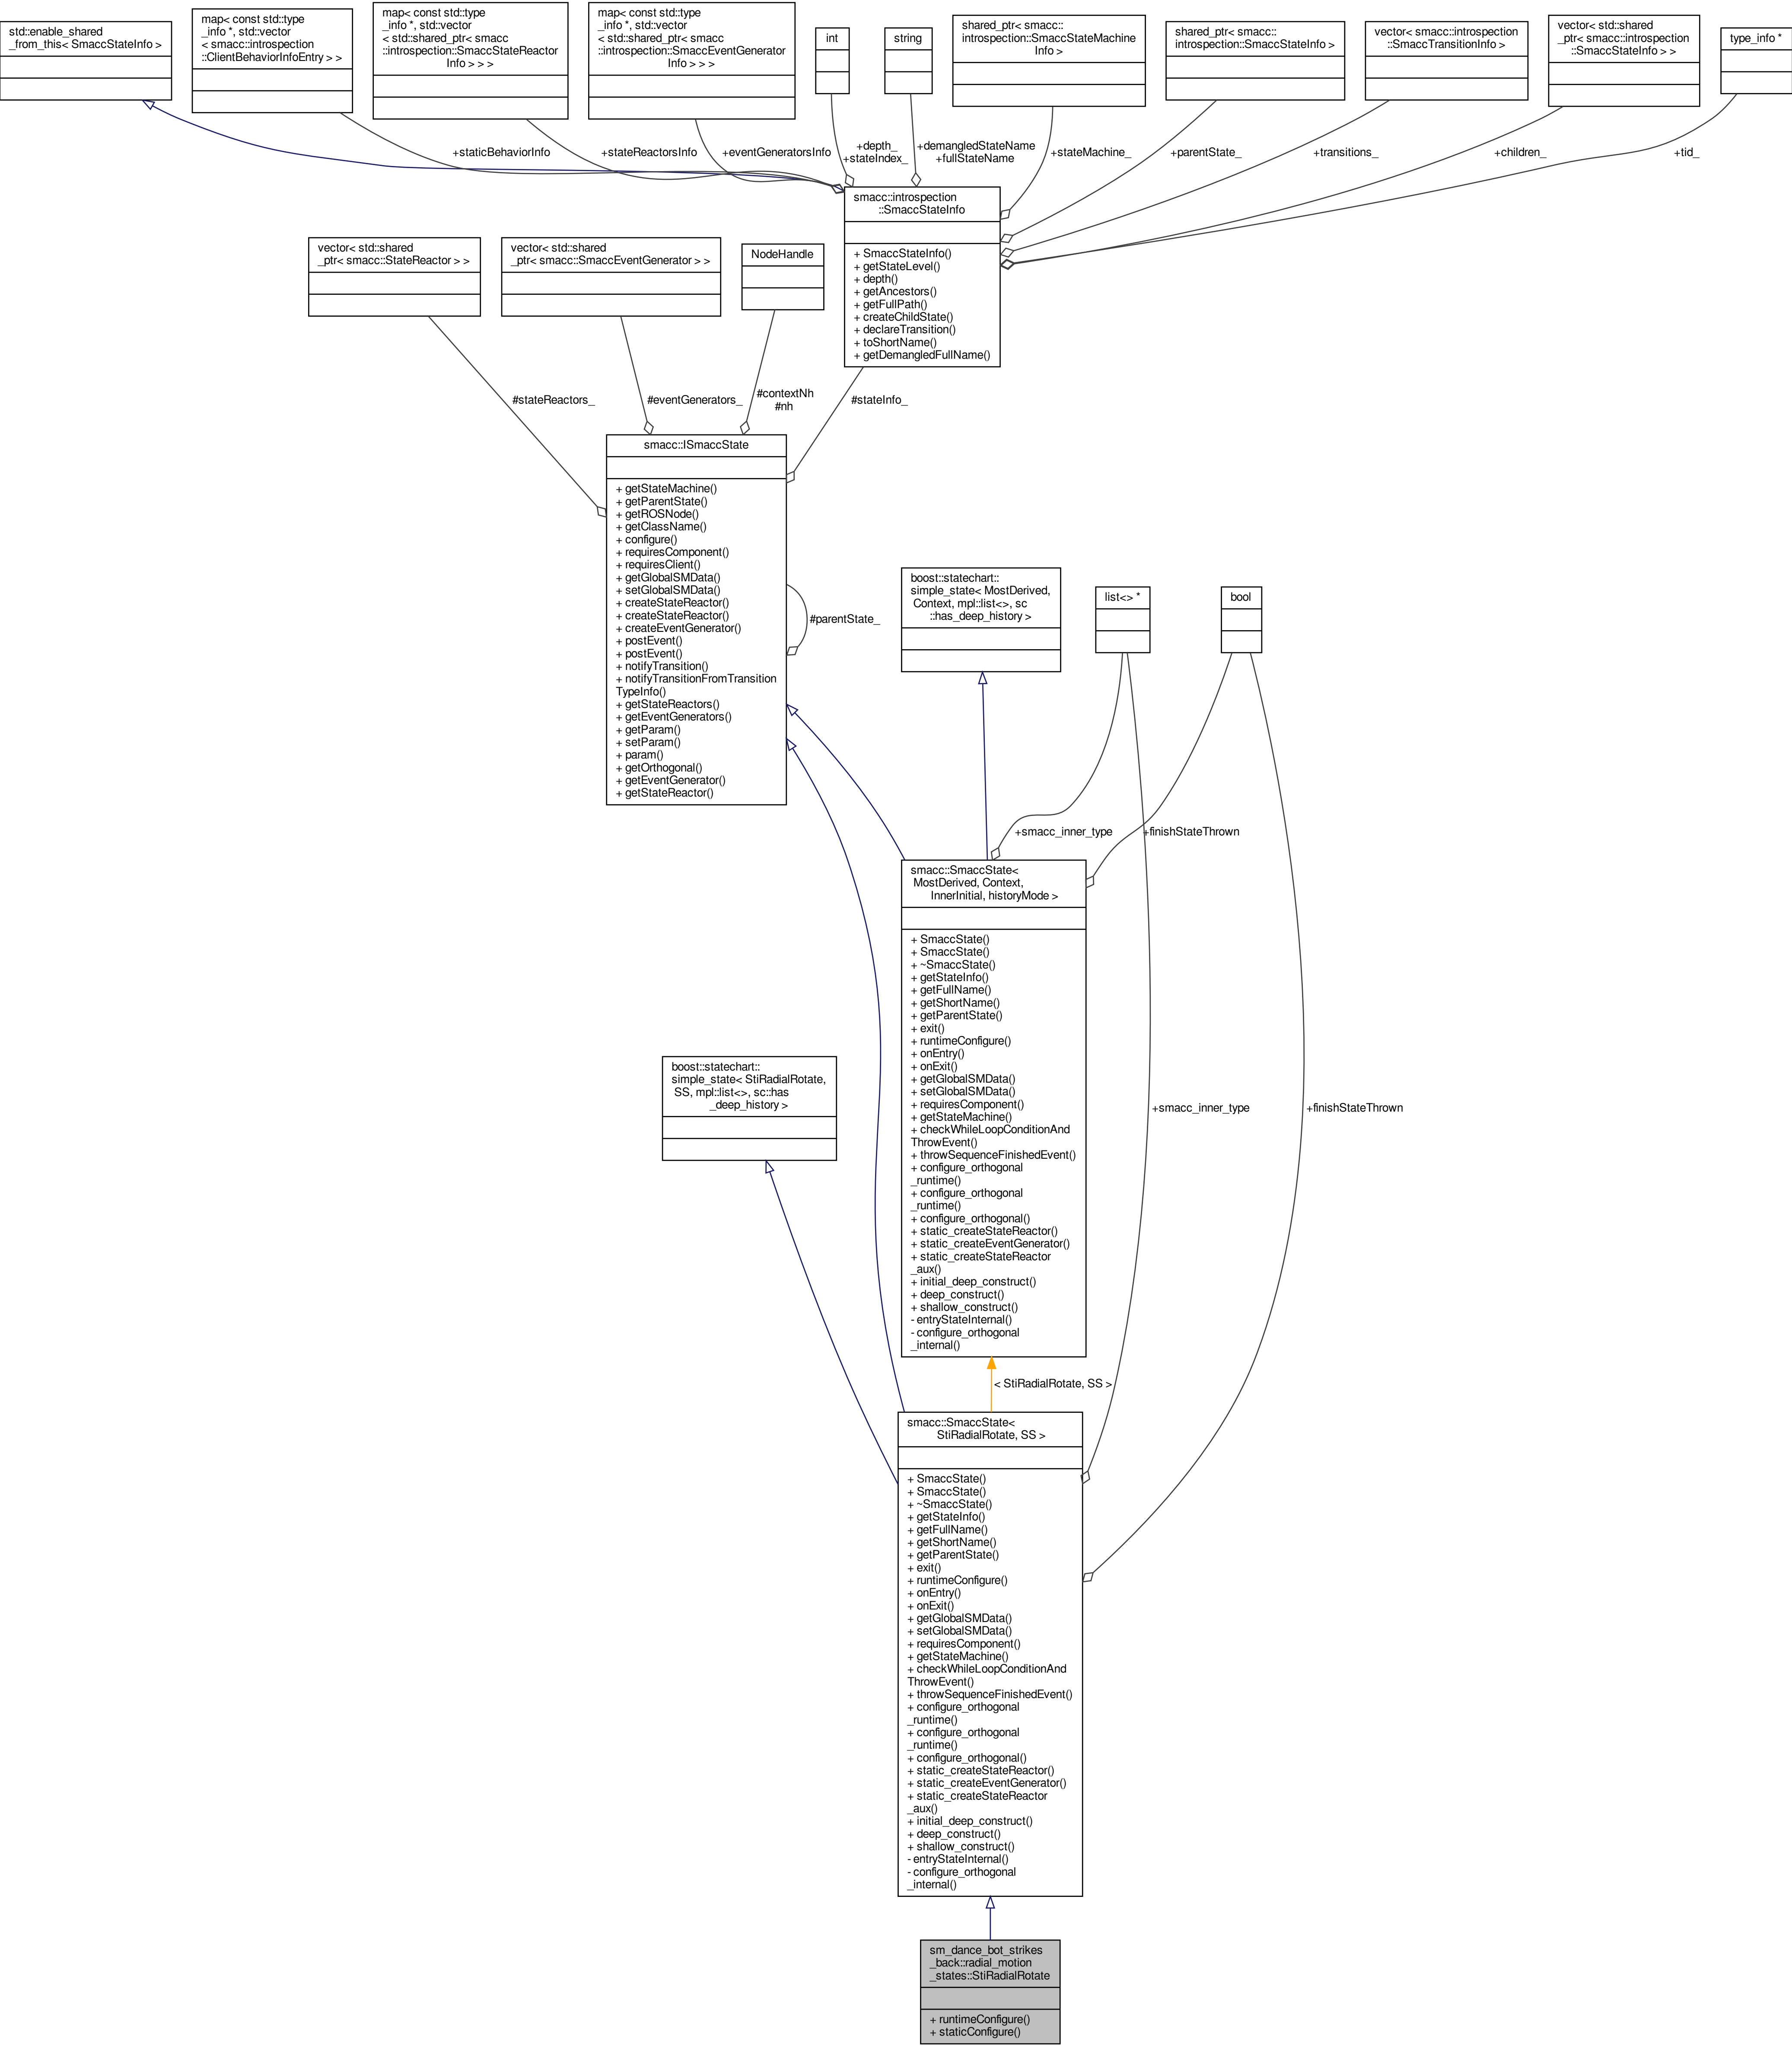 std::enable_shared
_from_this< SmaccStateInfo >
map< const std::type
_info *, std::vector
< smacc::introspection
::ClientBehaviorInfoEntry > >
map< const std::type
_info *, std::vector
< std::shared_ptr< smacc
::introspection::SmaccStateReactor
Info > > >
map< const std::type
_info *, std::vector
< std::shared_ptr< smacc
::introspection::SmaccEventGenerator
Info > > >
int
string
shared_ptr< smacc::
introspection::SmaccStateMachine
Info >
shared_ptr< smacc::
introspection::SmaccStateInfo >
vector< smacc::introspection
::SmaccTransitionInfo >
vector< std::shared
_ptr< smacc::introspection
::SmaccStateInfo > >
type_info *
+staticBehaviorInfo
+stateReactorsInfo
+eventGeneratorsInfo
+depth_
+stateIndex_
+demangledStateName
+fullStateName
+stateMachine_
+parentState_
+transitions_
+children_
+tid_
smacc::introspection
::SmaccStateInfo
+ SmaccStateInfo()
+ getStateLevel()
+ depth()
+ getAncestors()
+ getFullPath()
+ createChildState()
+ declareTransition()
+ toShortName()
+ getDemangledFullName()
vector< std::shared
_ptr< smacc::StateReactor > >
vector< std::shared
_ptr< smacc::SmaccEventGenerator > >
NodeHandle
#stateReactors_
#eventGenerators_
#contextNh
#nh
#stateInfo_
smacc::ISmaccState
+ getStateMachine()
+ getParentState()
+ getROSNode()
+ getClassName()
+ configure()
+ requiresComponent()
+ requiresClient()
+ getGlobalSMData()
+ setGlobalSMData()
+ createStateReactor()
+ createStateReactor()
+ createEventGenerator()
+ postEvent()
+ postEvent()
+ notifyTransition()
+ notifyTransitionFromTransition
TypeInfo()
+ getStateReactors()
+ getEventGenerators()
+ getParam()
+ setParam()
+ param()
+ getOrthogonal()
+ getEventGenerator()
+ getStateReactor()
#parentState_
boost::statechart::
simple_state< MostDerived,
Context, mpl::list<>, sc
::has_deep_history >
list<> *
bool
+smacc_inner_type
+finishStateThrown
smacc::SmaccState<
MostDerived, Context,
InnerInitial, historyMode >
+ SmaccState()
+ SmaccState()
+ ~SmaccState()
+ getStateInfo()
+ getFullName()
+ getShortName()
+ getParentState()
+ exit()
+ runtimeConfigure()
+ onEntry()
+ onExit()
+ getGlobalSMData()
+ setGlobalSMData()
+ requiresComponent()
+ getStateMachine()
+ checkWhileLoopConditionAnd
ThrowEvent()
+ throwSequenceFinishedEvent()
+ configure_orthogonal
_runtime()
+ configure_orthogonal
_runtime()
+ configure_orthogonal()
+ static_createStateReactor()
+ static_createEventGenerator()
+ static_createStateReactor
_aux()
+ initial_deep_construct()
+ deep_construct()
+ shallow_construct()
- entryStateInternal()
- configure_orthogonal
_internal()
boost::statechart::
simple_state< StiRadialRotate,
SS, mpl::list<>, sc::has
_deep_history >
+smacc_inner_type
+finishStateThrown
< StiRadialRotate, SS >
smacc::SmaccState<
StiRadialRotate, SS >
+ SmaccState()
+ SmaccState()
+ ~SmaccState()
+ getStateInfo()
+ getFullName()
+ getShortName()
+ getParentState()
+ exit()
+ runtimeConfigure()
+ onEntry()
+ onExit()
+ getGlobalSMData()
+ setGlobalSMData()
+ requiresComponent()
+ getStateMachine()
+ checkWhileLoopConditionAnd
ThrowEvent()
+ throwSequenceFinishedEvent()
+ configure_orthogonal
_runtime()
+ configure_orthogonal
_runtime()
+ configure_orthogonal()
+ static_createStateReactor()
+ static_createEventGenerator()
+ static_createStateReactor
_aux()
+ initial_deep_construct()
+ deep_construct()
+ shallow_construct()
- entryStateInternal()
- configure_orthogonal
_internal()
sm_dance_bot_strikes
_back::radial_motion
_states::StiRadialRotate
+ runtimeConfigure()
+ staticConfigure()